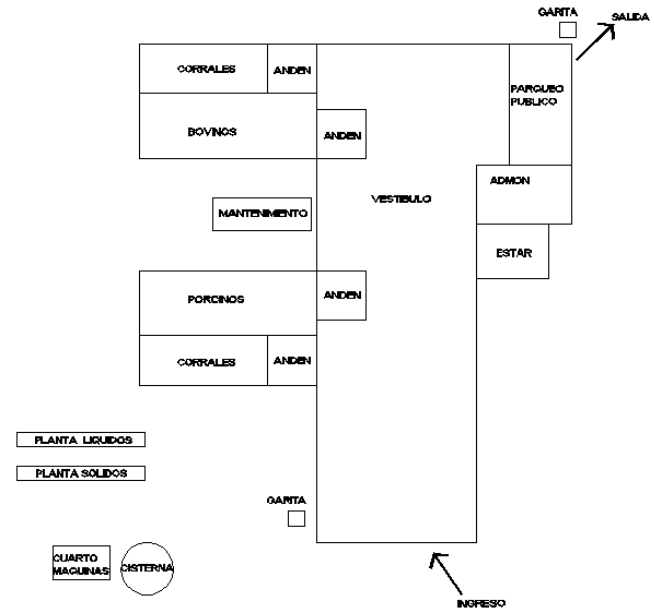 GARITA
SALIDA
CORRALES
ANDEN
PARQUEO
PUBLICO
BOVINOS
ANDEN
ADMON
VESTIBULO
MANTENIMIENTO
ESTAR
PORCINOS
ANDEN
CORRALES
ANDEN
PLANTA LIQUIDOS
PLANTA SOLIDOS
GARITA
CUARTO
MAQUINAS
CISTERNA
INGRESO